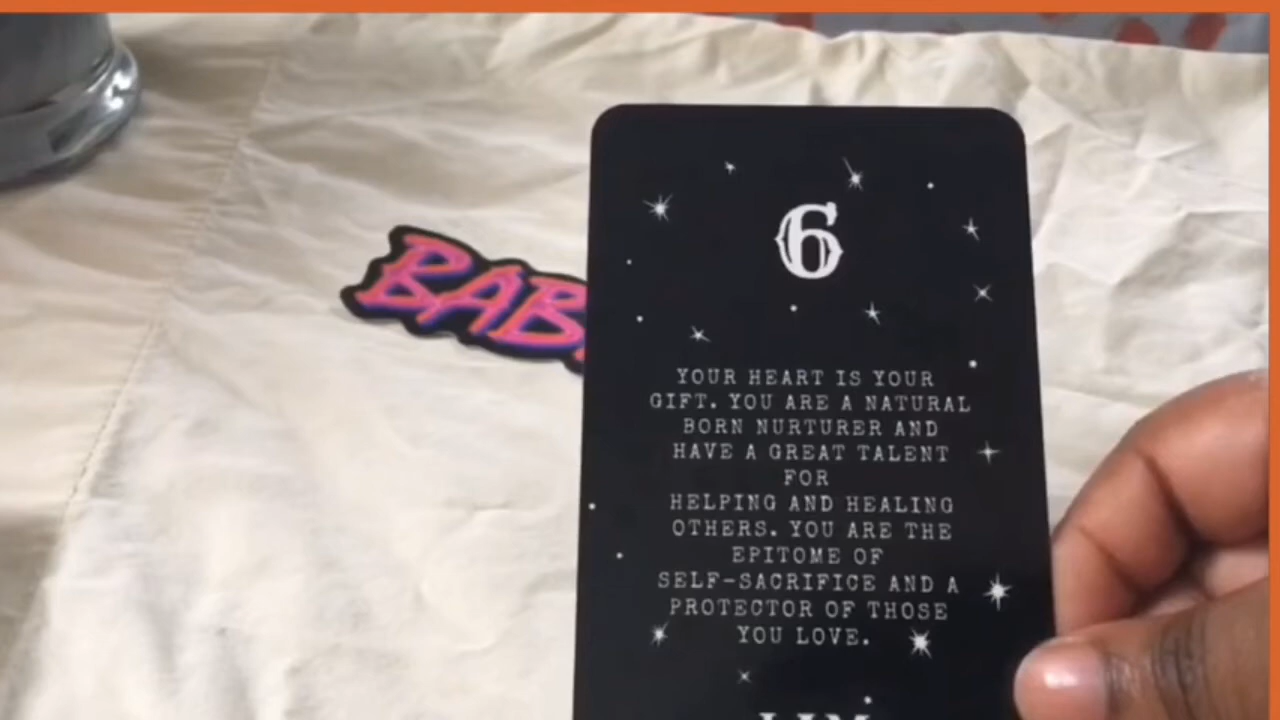 6
BAB
YOUR HEART IS YOUR
GIFT. YOU ARE A NATURAL
BORN NURTURER AND
HAVE A GREAT TALENT
FOR
HELPING AND HEALING
OTHERS. YOU ARE THE
EPITOME OF
SELF-SACRIFICE AND A
PROTECTOR OF THOSE
YOU LOVE.